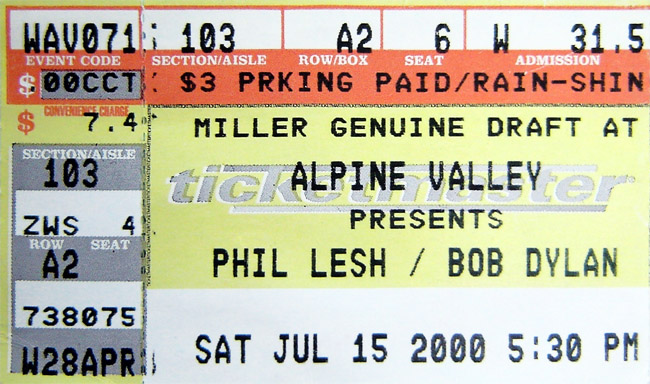 WAV071 103 A2 6 W 31.5
EVENT CODE SECTION/AISLE ROW/BOX SEAT ADMISSION
$ .00CCT $3 PRKING PAID/RAIN-SHIN
$ CONVENIENCE CHARGE 7.4
SECTION/AISLE
103
ZWS 4
ROW SEAT
A2
738075
W28APR
MILLER GENUINE DRAFT AT
ticketmaster
ALPINE VALLEY
PRESENTS
PHIL LESH / BOB DYLAN
SAT JUL 15 2000 5:30 PM